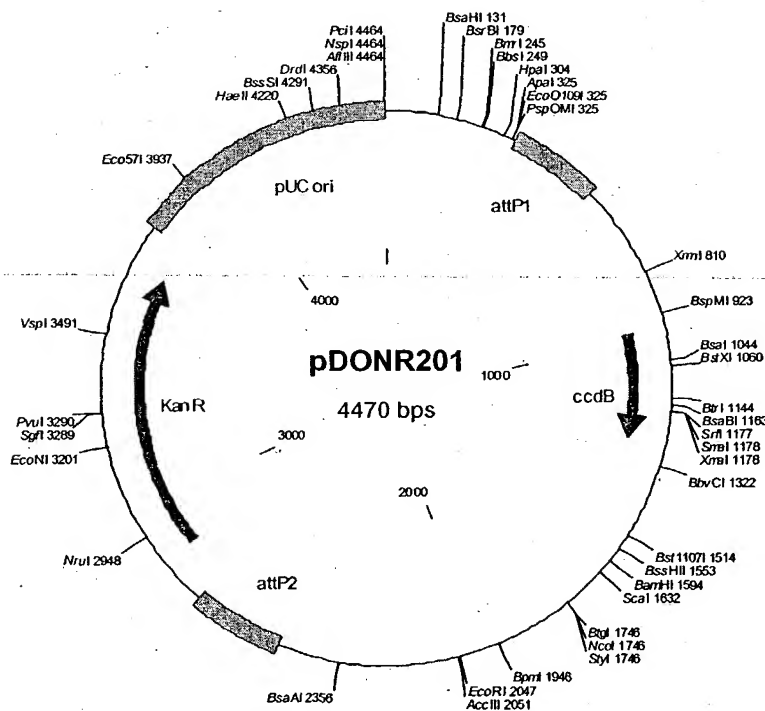 PciI 4464
NspI 4464
AflIII 4464
DrdI 4356
BssSI 4291
HaeII 4220
Eco57I 3937
VspI 3491
PvuI 3290
SgfI 3289
EcoNI 3201
NruI 2948
BsaHI 131
BsrBI 179
BmrI 245
BbsI 249
HpaI 304
ApaI 325
EcoO109I 325
PspOMI 325
XmnI 810
BspMI 923
BsaI 1044
BstXI 1060
BtrI 1144
BsaBI 1163
SrfI 1177
SmaI 1178
XmaI 1178
BbvCI 1322
Bst1107I 1514
BssHII 1553
BamHI 1594
ScaI 1632
BtgI 1746
NcoI 1746
StyI 1746
BpmI 1946
EcoRI 2047
AccIII 2051
BsaAI 2356
pUC ori
attP1
4000
pDONR201
4470 bps
1000
ccdB
KanR
3000
2000
attP2